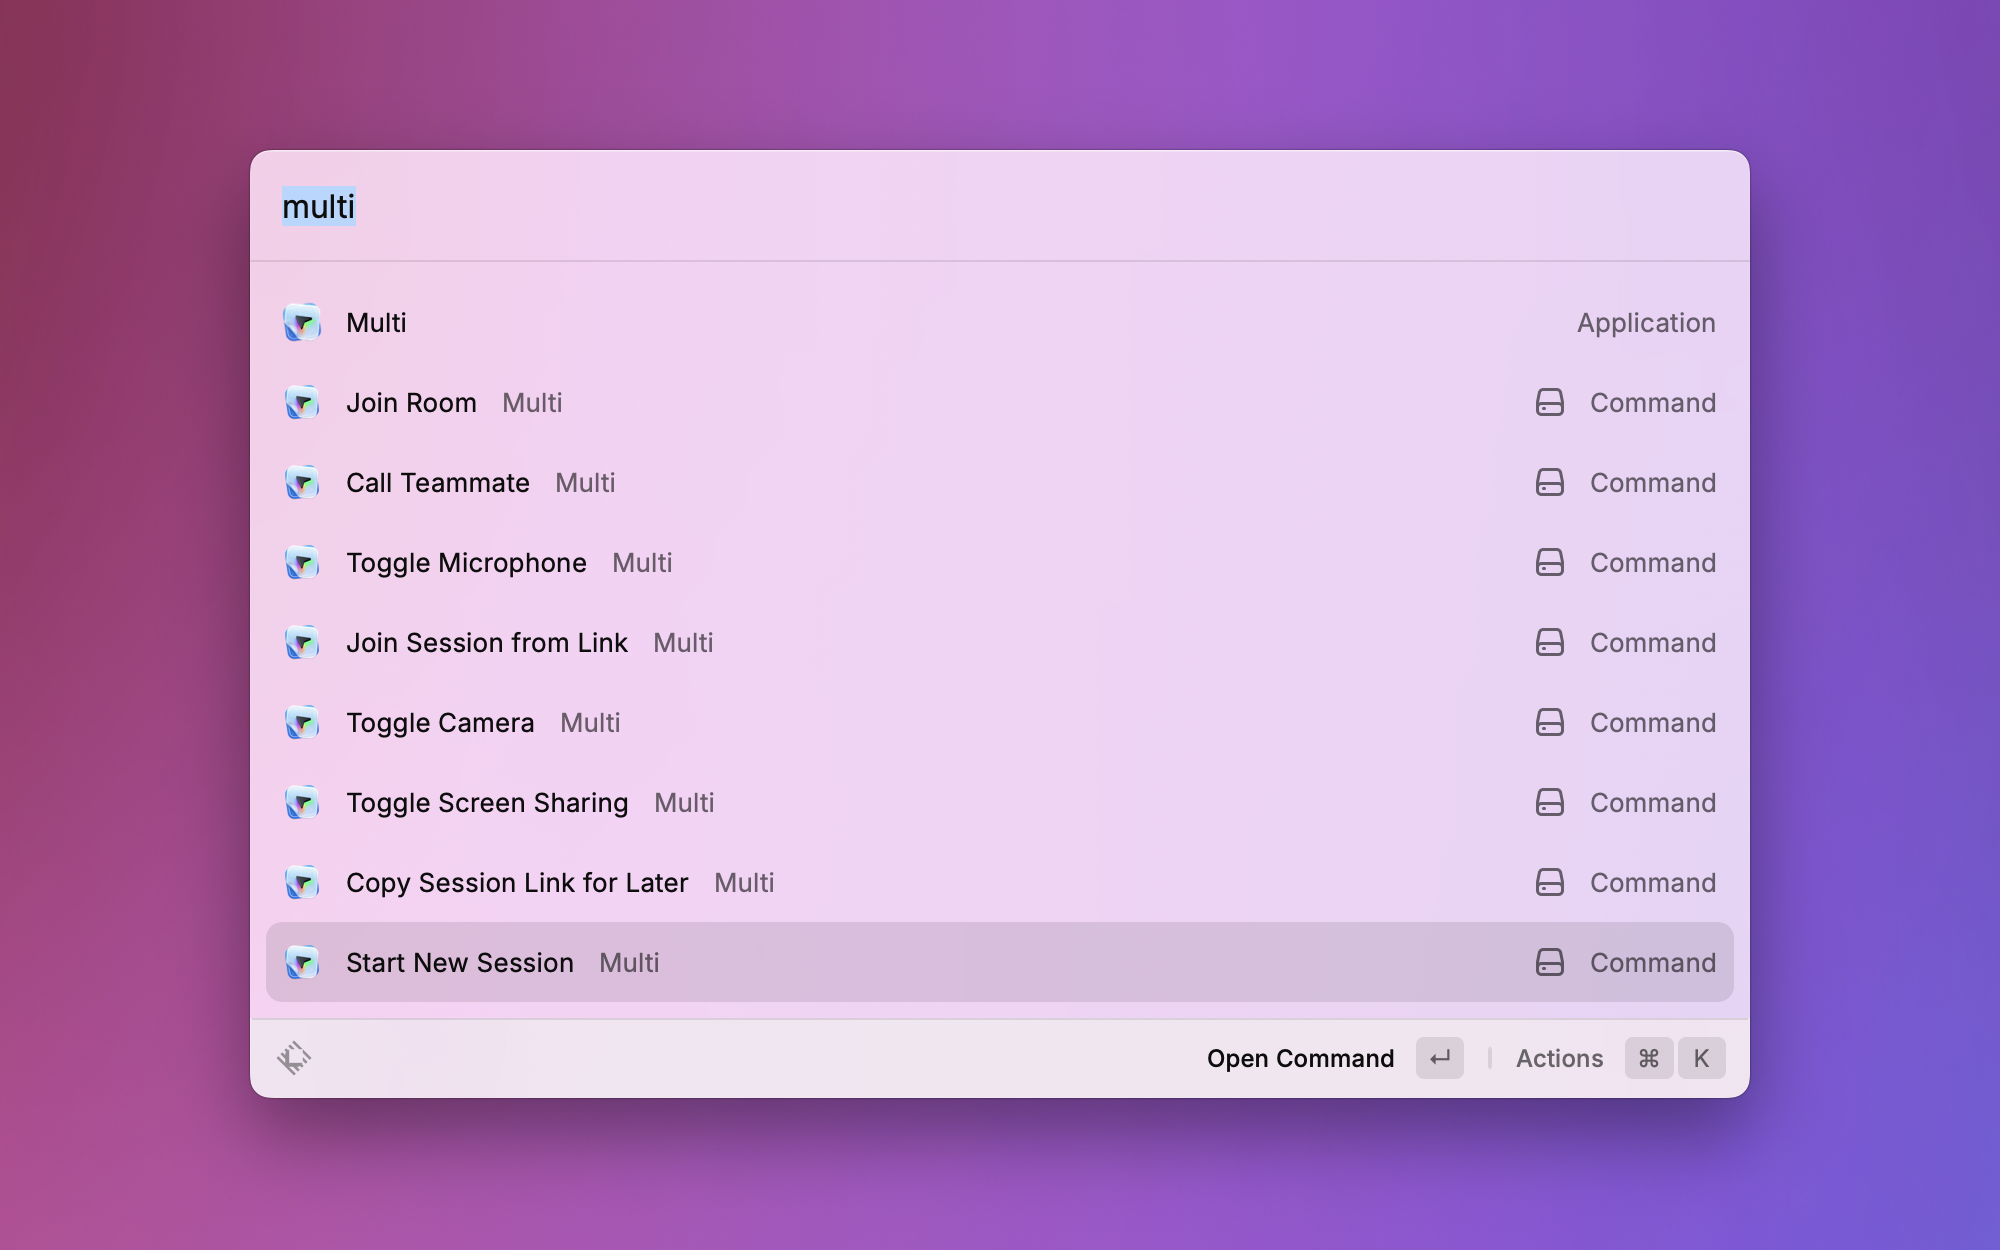 multi
Multi Application
Join Room Multi Command
Call Teammate Multi Command
Toggle Microphone Multi Command
Join Session from Link Multi Command
Toggle Camera Multi Command
Toggle Screen Sharing Multi Command
Copy Session Link for Later Multi Command
Start New Session Multi Command
Open Command ↵ Actions ⌘ K